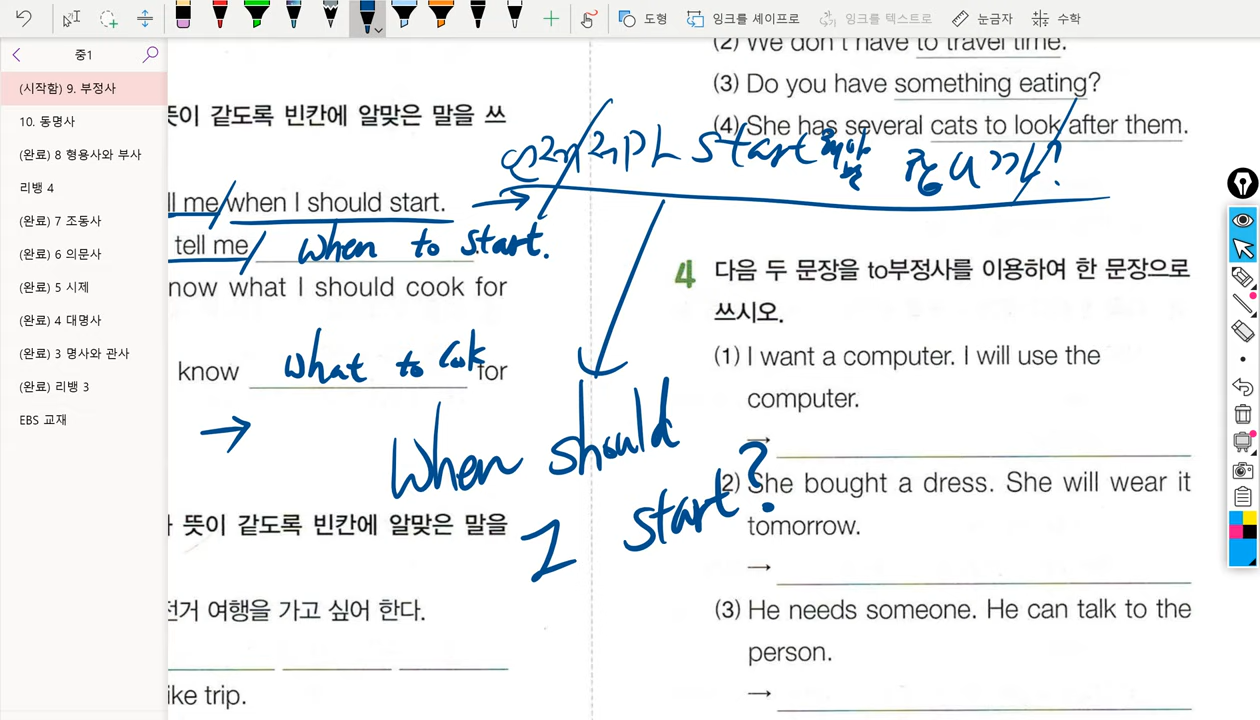 도형
잉크를 셰이프로
잉크를 텍스트로
눈금자
수학
중1
(시작함) 9. 부정사
10. 동명사
(완료) 8 형용사와 부사
리뱅 4
(완료) 7 조동사
(완료) 6 의문사
(완료) 5 시제
(완료) 4 대명사
(완료) 3 명사와 관사
(완료) 리뱅 3
EBS 교재
뜻이 같도록 빈칸에 알맞은 말을 쓰
ll me when I should start.
tell me when to start.
now what I should cook for
know what to cook for
→
뜻이 같도록 빈칸에 알맞은 말을
전거 여행을 가고 싶어 한다.
ike trip.
→
start
When should
I start?
(2) We don't have to travel time.
(3) Do you have something eating?
(4) She has several cats to look after them.
4 다음 두 문장을 to부정사를 이용하여 한 문장으로
쓰시오.
(1) I want a computer. I will use the
computer.
→
2) She bought a dress. She will wear it
tomorrow.
→
(3) He needs someone. He can talk to the
person.
→